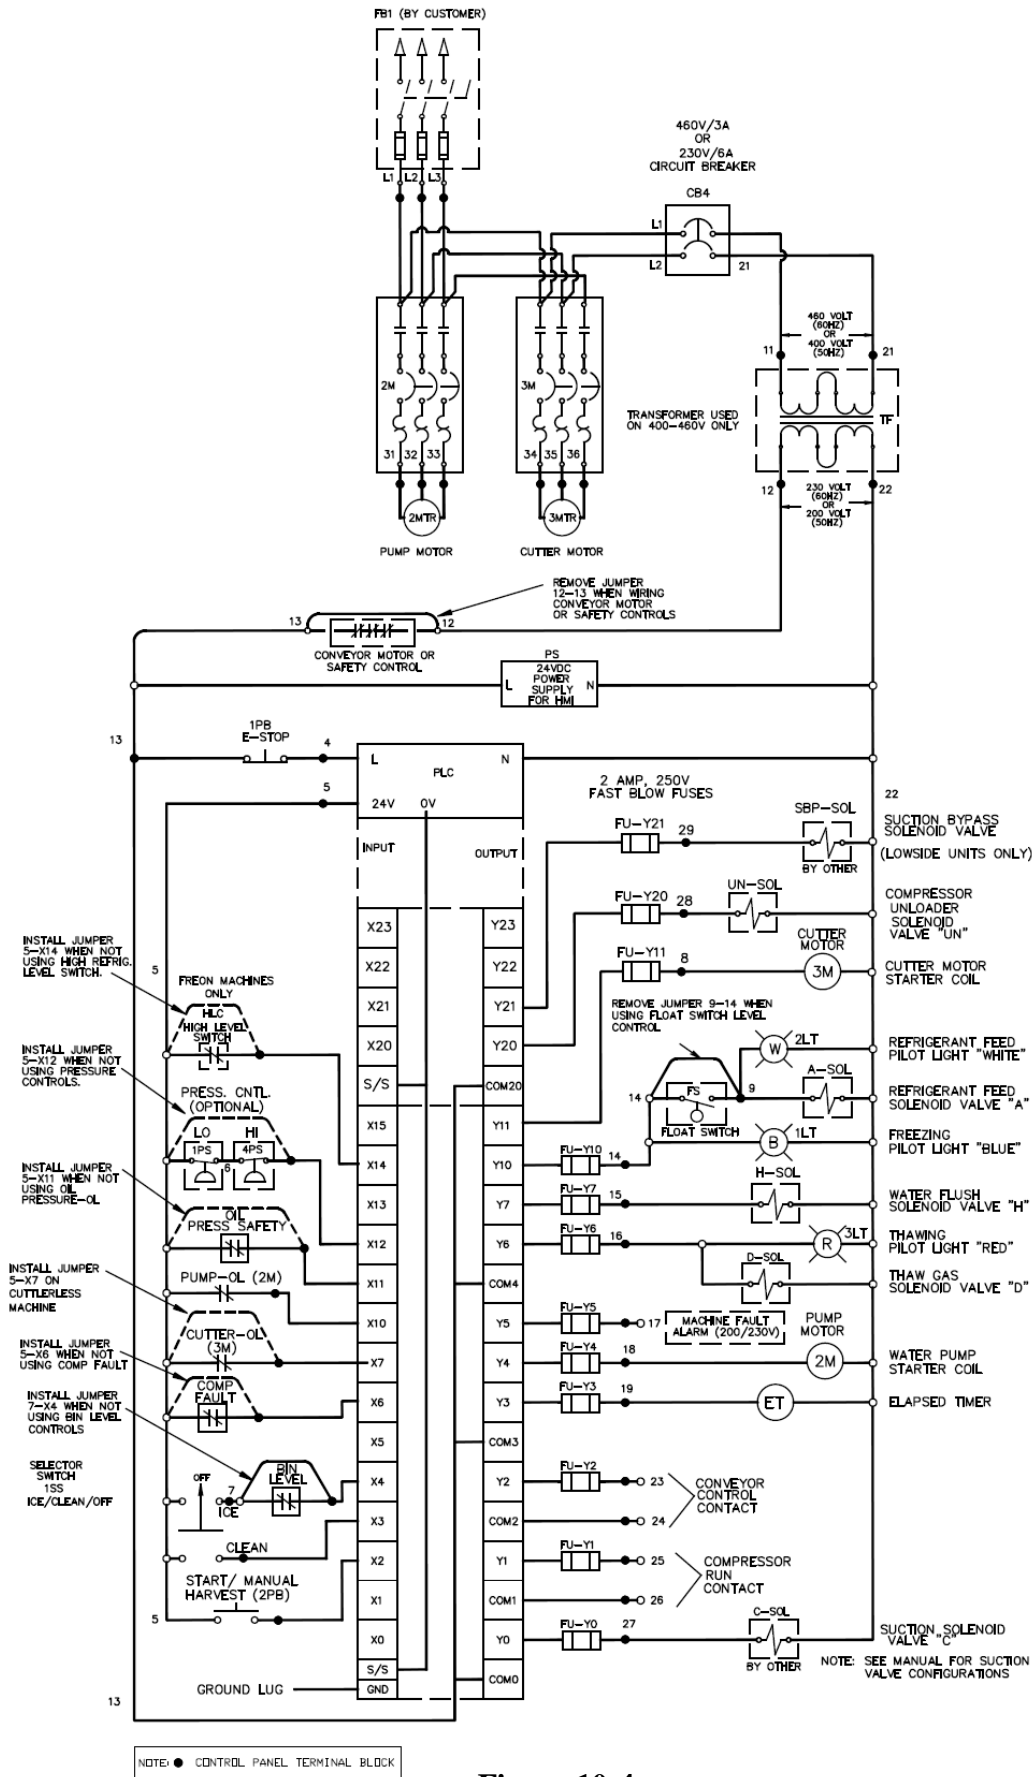 FB1 (BY CUSTOMER)
L1 L2 L3
460V/3A
OR
230V/6A
CIRCUIT BREAKER
CB4
L1
L2
21
460 VOLT
(60HZ)
OR
400 VOLT
(50HZ)
11
21
2M
3M
TRANSFORMER USED
ON 400-460V ONLY
TF
31 32 33
34 35 36
12
230 VOLT
(60HZ)
OR
200 VOLT
(50HZ)
22
2MTR
3MTR
PUMP MOTOR
CUTTER MOTOR
REMOVE JUMPER
12-13 WHEN WIRING
CONVEYOR MOTOR
OR SAFETY CONTROLS
13
12
CONVEYOR MOTOR OR
SAFETY CONTROL
PS
24VDC
POWER
SUPPLY
FOR HMI
L
N
1PB
E-STOP
13
4
L
PLC
N
5
24V
0V
2 AMP, 250V
FAST BLOW FUSES
22
INPUT
OUTPUT
FU-Y21
29
SBP-SOL
BY OTHER
SUCTION BYPASS
SOLENOID VALVE
(LOWSIDE UNITS ONLY)
FU-Y20
28
UN-SOL
COMPRESSOR
UNLOADER
SOLENOID
VALVE "UN"
X23
Y23
INSTALL JUMPER
5-X14 WHEN NOT
USING HIGH REFRIG.
LEVEL SWITCH.
5
FREON MACHINES
ONLY
HLC
HIGH LEVEL
SWITCH
X22
Y22
FU-Y11
8
CUTTER
MOTOR
3M
CUTTER MOTOR
STARTER COIL
X21
Y21
REMOVE JUMPER 9-14 WHEN
USING FLOAT SWITCH LEVEL
CONTROL
X20
Y20
W
2LT
REFRIGERANT FEED
PILOT LIGHT "WHITE"
INSTALL JUMPER
5-X12 WHEN NOT
USING PRESSURE
CONTROLS.
PRESS. CNTL.
(OPTIONAL)
S/S
COM20
14
FS
9
FLOAT SWITCH
A-SOL
REFRIGERANT FEED
SOLENOID VALVE "A"
LO
HI
1PS
6
4PS
X15
Y11
B
1LT
FREEZING
PILOT LIGHT "BLUE"
X14
Y10
FU-Y10
14
INSTALL JUMPER
5-X11 WHEN NOT
USING OIL
PRESSURE-OL
X13
Y7
FU-Y7
15
H-SOL
WATER FLUSH
SOLENOID VALVE "H"
OIL
PRESS SAFETY
X12
Y6
FU-Y6
16
R
3LT
THAWING
PILOT LIGHT "RED"
INSTALL JUMPER
5-X7 ON
CUTTLERLESS
MACHINE
PUMP-OL (2M)
X11
COM4
D-SOL
THAW GAS
SOLENOID VALVE "D"
X10
Y5
FU-Y5
17
MACHINE FAULT
ALARM (200/230V)
PUMP
MOTOR
INSTALL JUMPER
5-X6 WHEN NOT
USING COMP FAULT
CUTTER-OL
(3M)
X7
Y4
FU-Y4
18
2M
WATER PUMP
STARTER COIL
INSTALL JUMPER
7-X4 WHEN NOT
USING BIN LEVEL
CONTROLS
COMP
FAULT
X6
Y3
FU-Y3
19
ET
ELAPSED TIMER
X5
COM3
SELECTOR
SWITCH
1SS
ICE/CLEAN/OFF
OFF
7
ICE
BIN
LEVEL
X4
Y2
FU-Y2
23
CONVEYOR
CONTROL
CONTACT
X3
COM2
24
CLEAN
X2
Y1
FU-Y1
25
COMPRESSOR
RUN
CONTACT
START/ MANUAL
HARVEST (2PB)
5
X1
COM1
26
X0
Y0
FU-Y0
27
C-SOL
BY OTHER
SUCTION SOLENOID
VALVE "C"
NOTE: SEE MANUAL FOR SUCTION
VALVE CONFIGURATIONS
S/S
COM0
GROUND LUG
GND
13
NOTE: ● CONTROL PANEL TERMINAL BLOCK